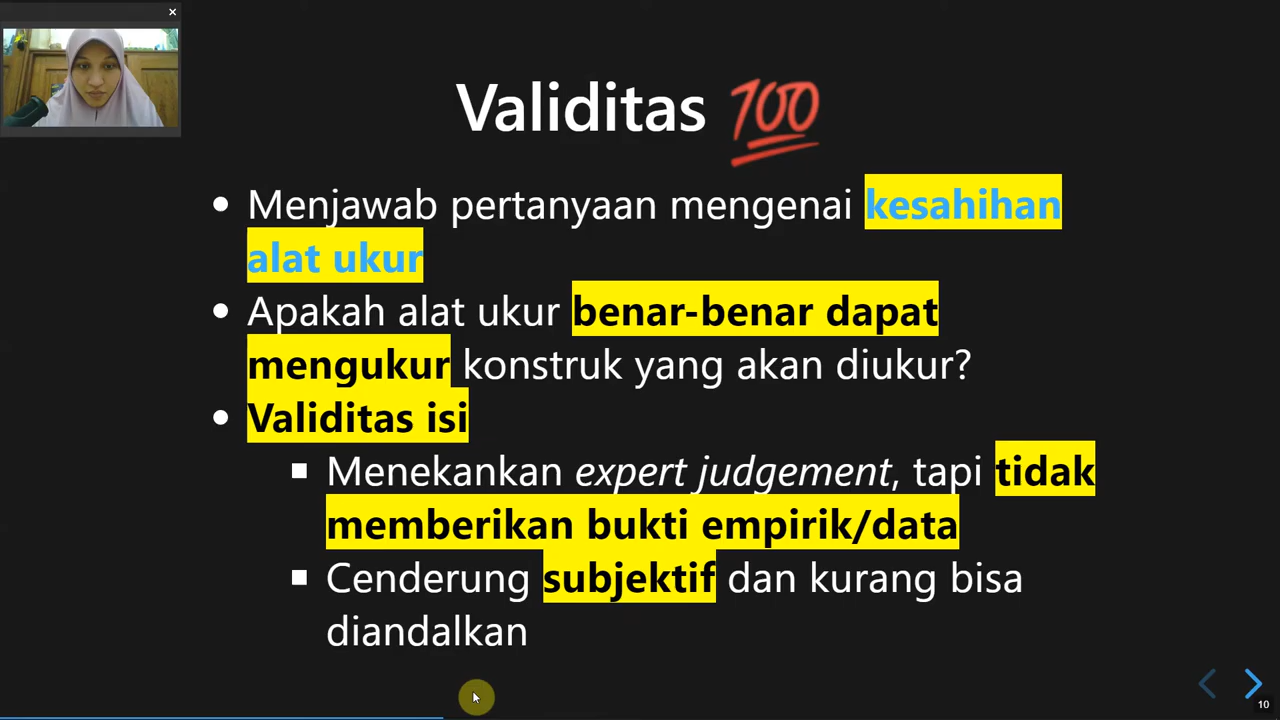 Validitas 💯
Menjawab pertanyaan mengenai kesahihan
alat ukur
Apakah alat ukur benar-benar dapat
mengukur konstruk yang akan diukur?
Validitas isi
Menekankan expert judgement, tapi tidak
memberikan bukti empirik/data
Cenderung subjektif dan kurang bisa
diandalkan
10